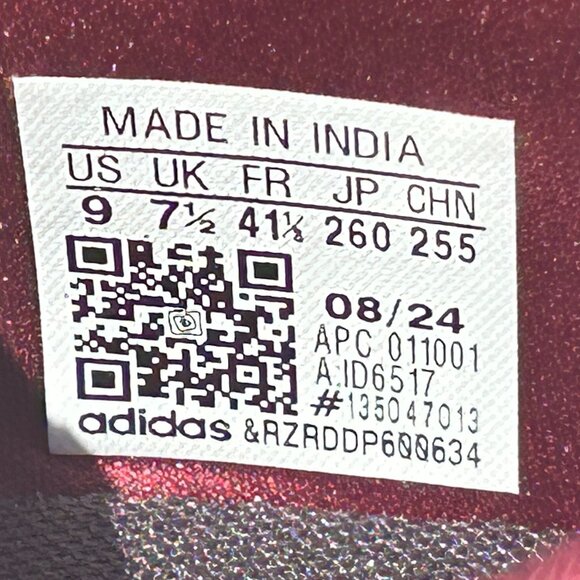 MADE IN INDIA
US UK FR JP CHN
9 7½ 41⅓ 260 255
08/24
APC 011001
A:ID6517
#135047013
adidas &RZRDDP600634